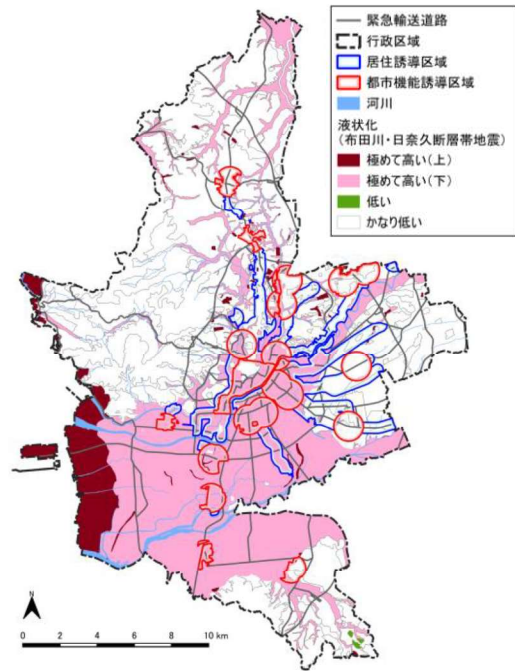 緊急輸送道路
行政区域
居住誘導区域
都市機能誘導区域
河川
液状化
(布田川・日奈久断層帯地震)
極めて高い(上)
極めて高い(下)
低い
かなり低い
N
0 2 4 6 8 10 km